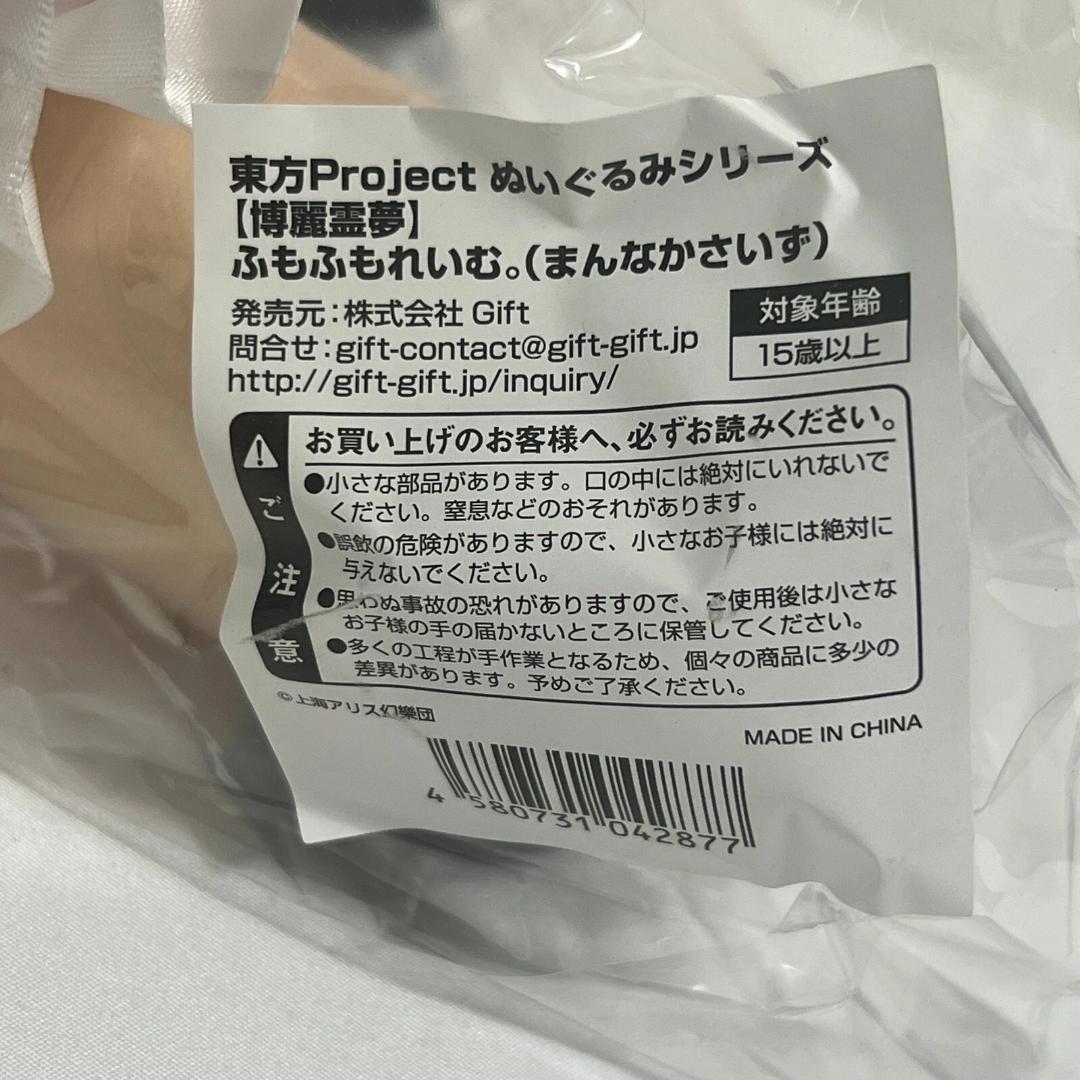 東方Project ぬいぐるみシリーズ
【博麗霊夢】
ふもふもれいむ。(まんなかさいず)
発売元:株式会社 Gift
問合せ:gift-contact@gift-gift.jp
http://gift-gift.jp/inquiry/
対象年齢
15歳以上
ご注意
お買い上げのお客様へ、必ずお読みください。
●小さな部品があります。口の中には絶対にいれないで
ください。窒息などのおそれがあります。
●誤飲の危険がありますので、小さなお子様には絶対に
与えないでください。
●思わぬ事故の恐れがありますので、ご使用後は小さな
お子様の手の届かないところに保管してください。
●多くの工程が手作業となるため、個々の商品に多少の
差異があります。予めご了承ください。
©上海アリス幻樂団
MADE IN CHINA
4 580731 042877